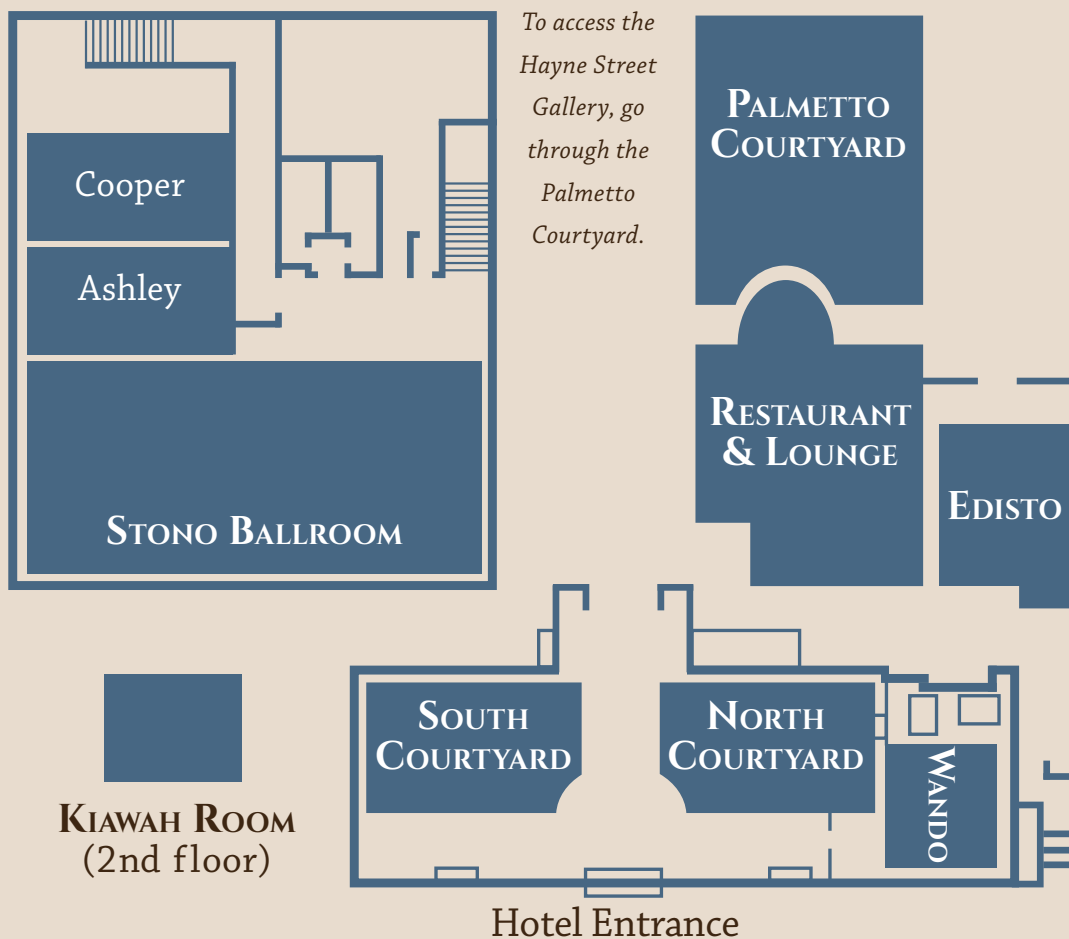 To access the
Hayne Street
Gallery, go
through the
Palmetto
Courtyard.
Palmetto
Courtyard
Cooper
Ashley
Restaurant
& Lounge
Edisto
Stono Ballroom
South
Courtyard
North
Courtyard
Wando
Kiawah Room
(2nd floor)
Hotel Entrance